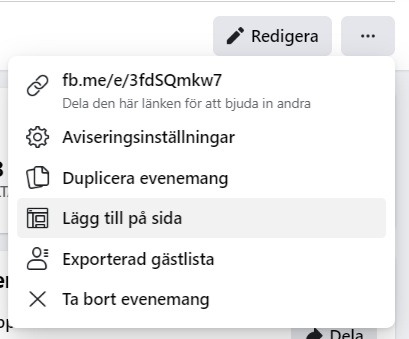 Redigera
fb.me/e/3fdSQmkw7
Dela den här länken för att bjuda in andra
Aviseringsinställningar
Duplicera evenemang
Lägg till på sida
Exporterad gästlista
Ta bort evenemang
Dela